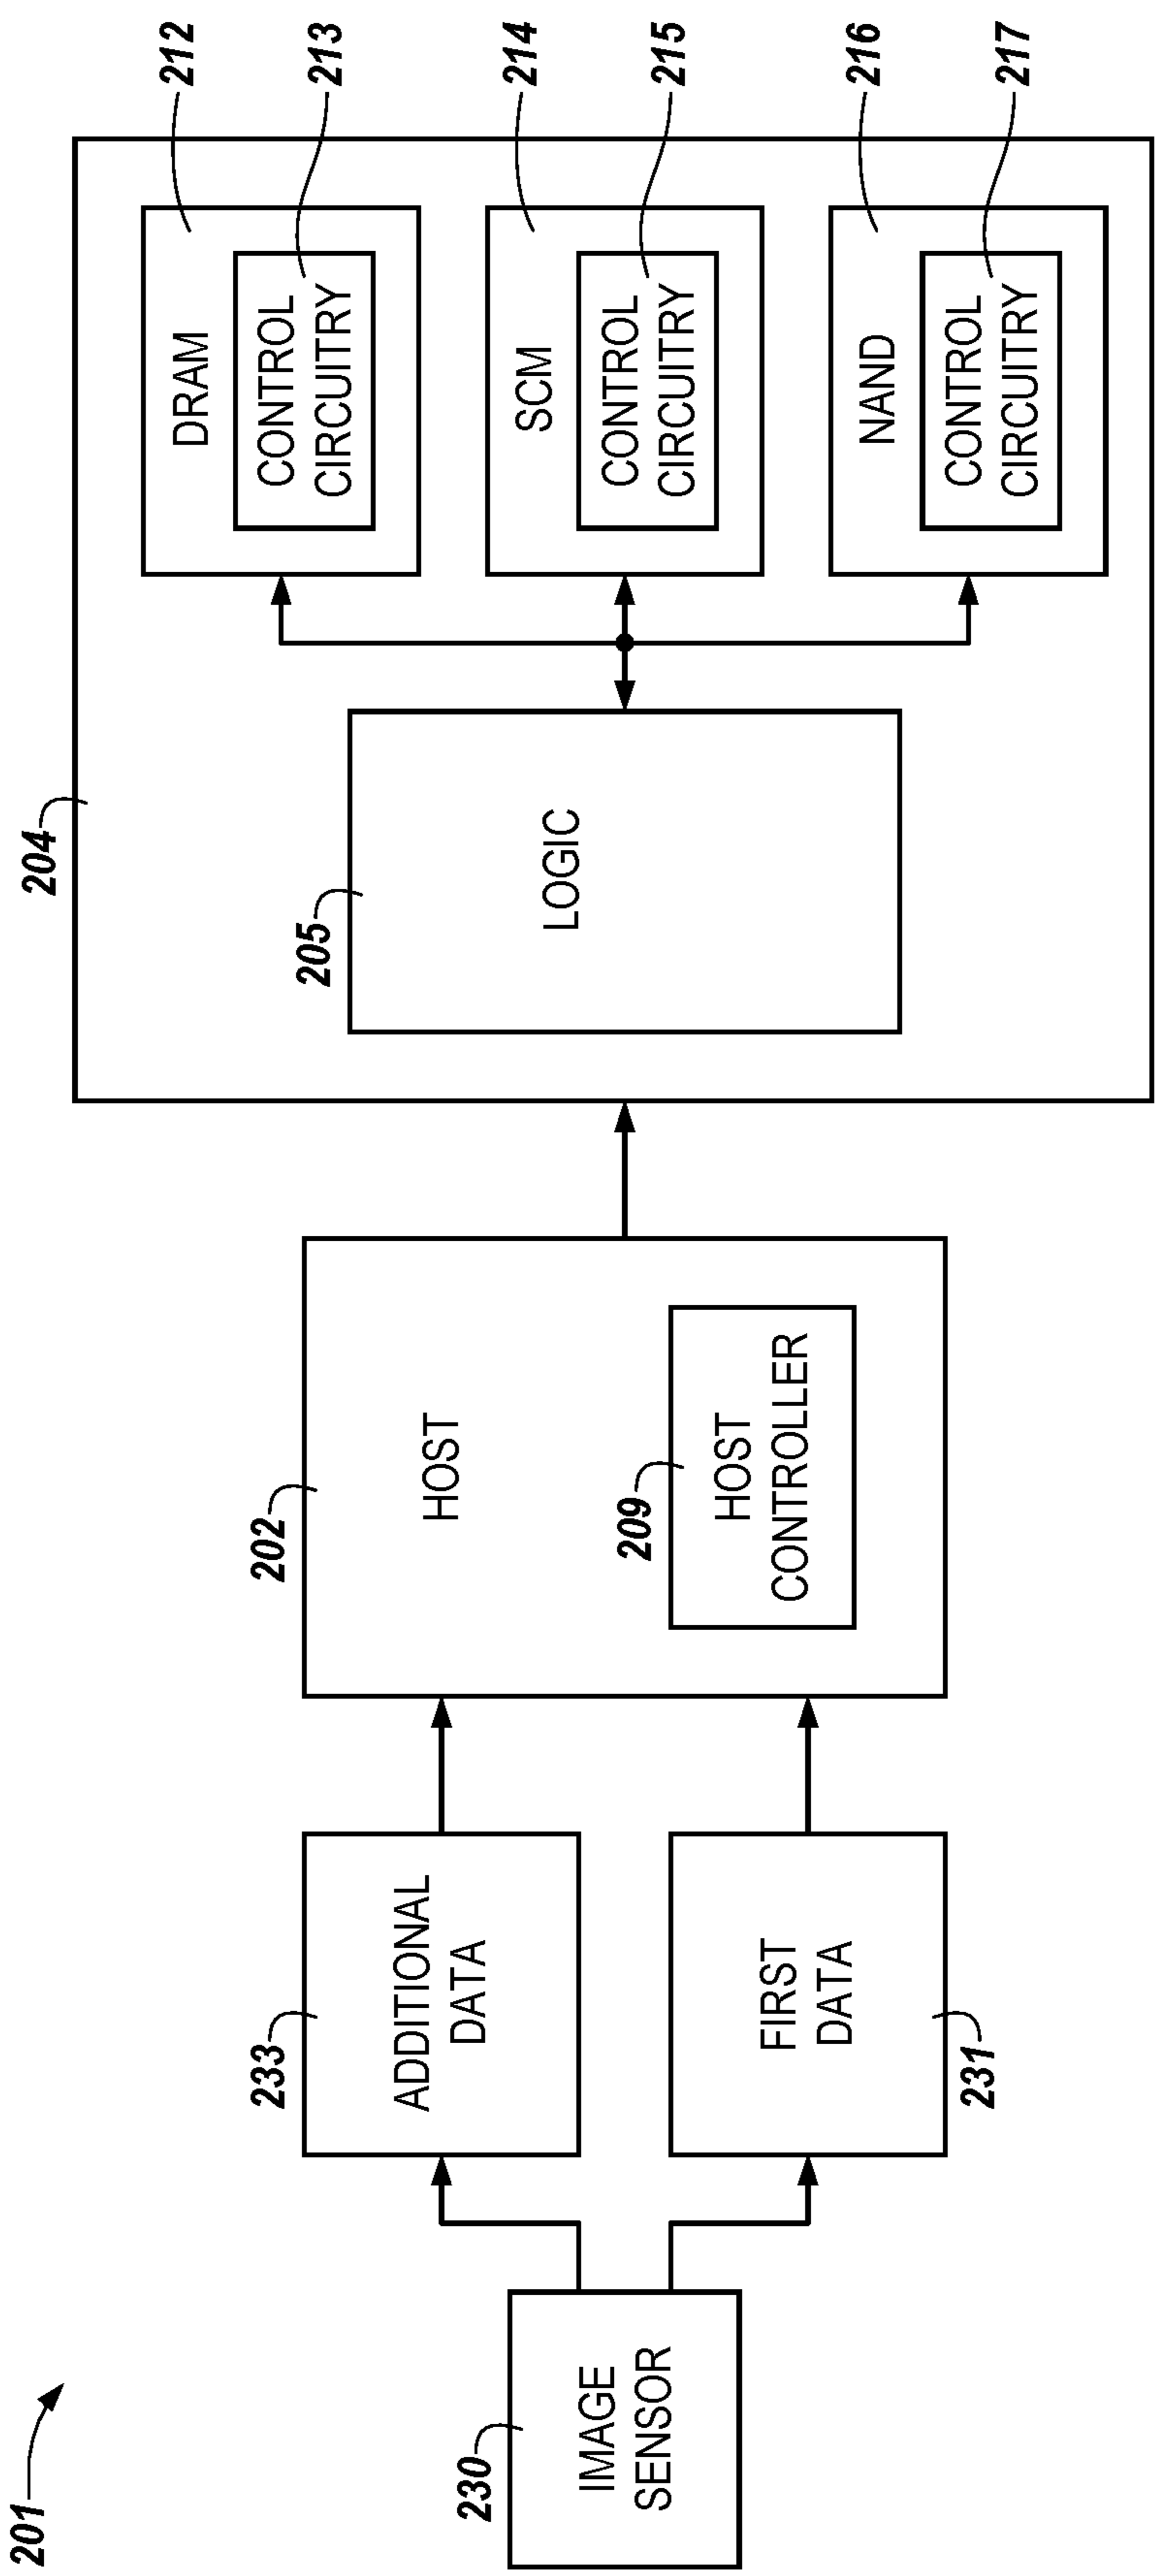 201
230
IMAGE
SENSOR
233
ADDITIONAL
DATA
FIRST
DATA
231
202
HOST
209
HOST
CONTROLLER
204
205
LOGIC
212
DRAM
213
CONTROL
CIRCUITRY
214
SCM
215
CONTROL
CIRCUITRY
216
NAND
217
CONTROL
CIRCUITRY